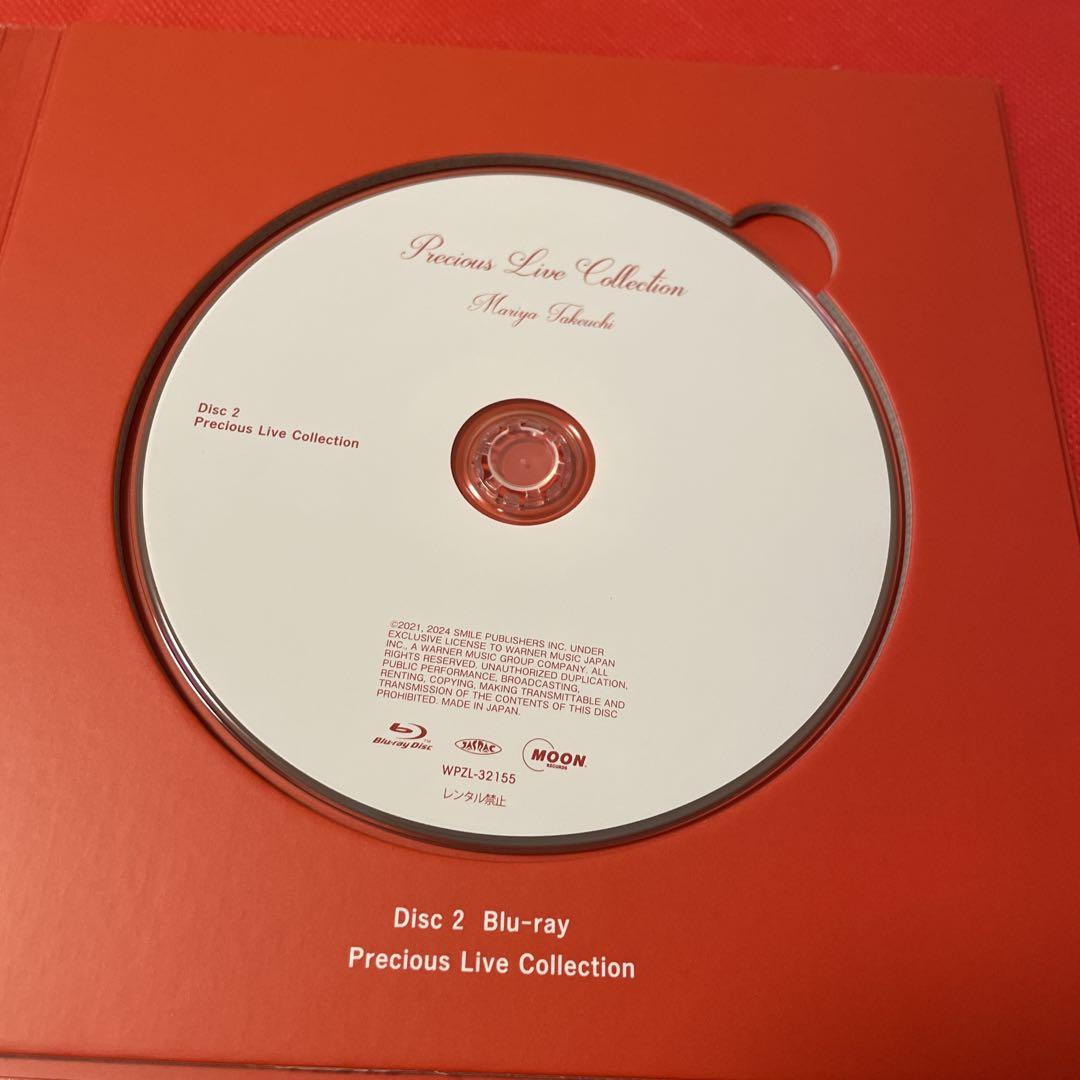 Precious Live Collection
Mariya Takeuchi
Disc 2
Precious Live Collection
©2021, 2024 SMILE PUBLISHERS INC. UNDER
EXCLUSIVE LICENSE TO WARNER MUSIC JAPAN
INC., A WARNER MUSIC GROUP COMPANY. ALL
RIGHTS RESERVED. UNAUTHORIZED DUPLICATION,
PUBLIC PERFORMANCE, BROADCASTING,
RENTING, COPYING, MAKING TRANSMITTABLE AND
TRANSMISSION OF THE CONTENTS OF THIS DISC
PROHIBITED. MADE IN JAPAN.
Blu-ray Disc™
JASRAC
MOON
RECORDS
WPZL-32155
レンタル禁止
Disc 2 Blu-ray
Precious Live Collection